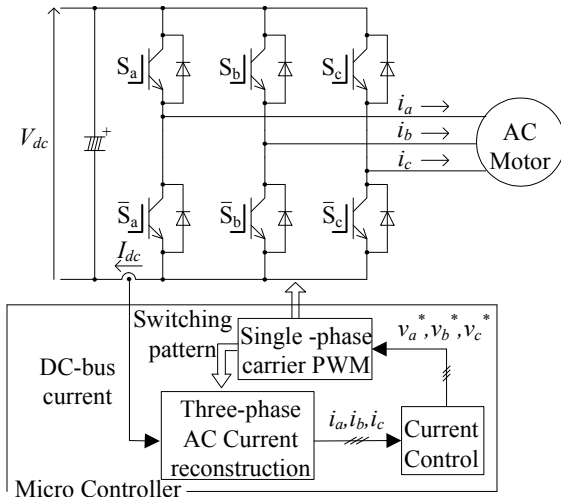 S_a
S_b
S_c
i_a
i_b
i_c
AC
Motor
V_dc
+
S̄_a
S̄_b
S̄_c
I_dc
Switching
pattern
Single -phase
carrier PWM
v_a*,v_b*,v_c*
DC-bus
current
Three-phase
AC Current
reconstruction
i_a,i_b,i_c
Current
Control
Micro Controller